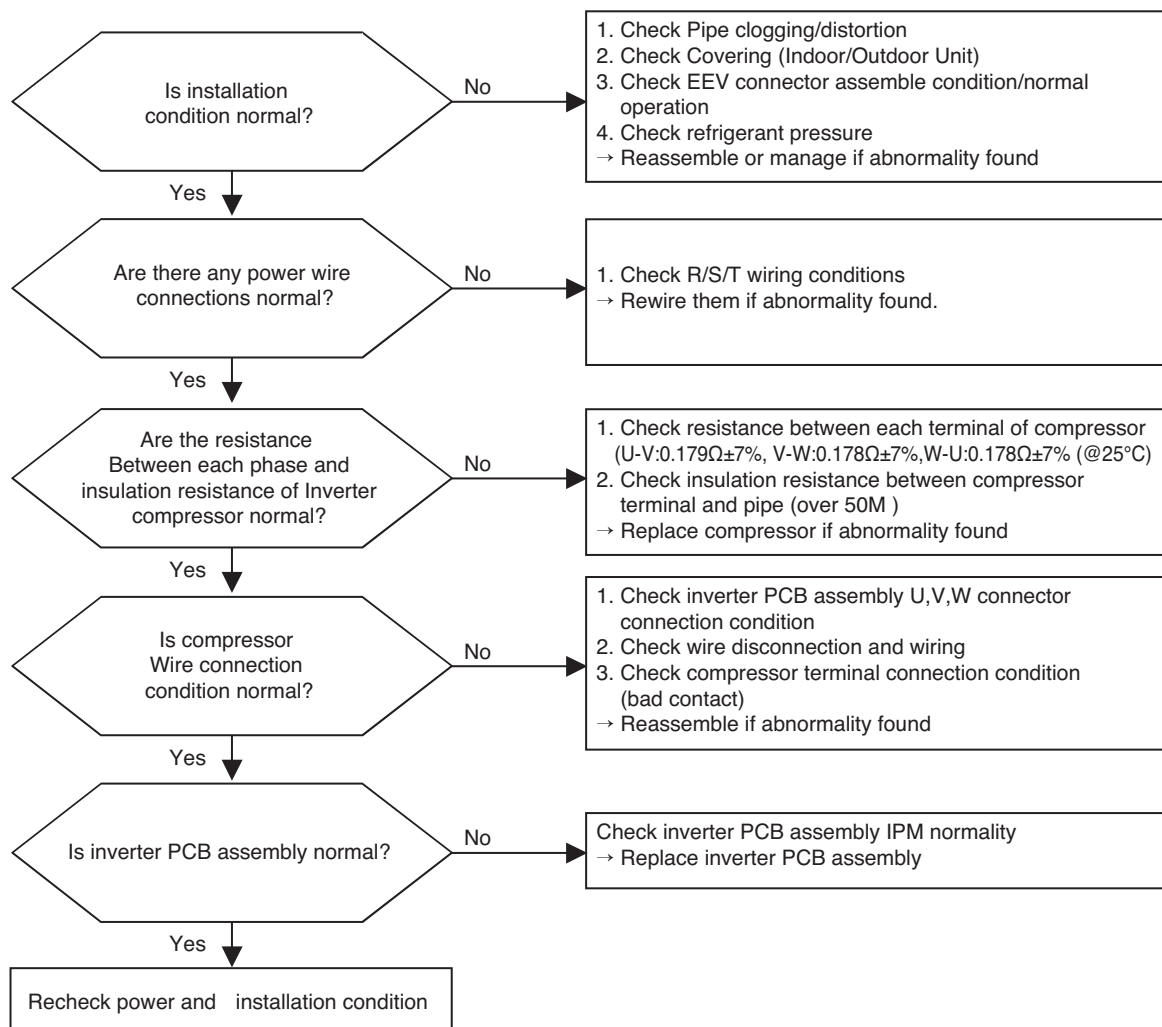 Is installation
condition normal?
No
1. Check Pipe clogging/distortion
2. Check Covering (Indoor/Outdoor Unit)
3. Check EEV connector assemble condition/normal
operation
4. Check refrigerant pressure
→ Reassemble or manage if abnormality found
Yes
Are there any power wire
connections normal?
No
1. Check R/S/T wiring conditions
→ Rewire them if abnormality found.
Yes
Are the resistance
Between each phase and
insulation resistance of Inverter
compressor normal?
No
1. Check resistance between each terminal of compressor
(U-V:0.179Ω±7%, V-W:0.178Ω±7%,W-U:0.178Ω±7% (@25°C)
2. Check insulation resistance between compressor
terminal and pipe (over 50M )
→ Replace compressor if abnormality found
Yes
Is compressor
Wire connection
condition normal?
No
1. Check inverter PCB assembly U,V,W connector
connection condition
2. Check wire disconnection and wiring
3. Check compressor terminal connection condition
(bad contact)
→ Reassemble if abnormality found
Yes
Is inverter PCB assembly normal?
No
Check inverter PCB assembly IPM normality
→ Replace inverter PCB assembly
Yes
Recheck power and installation condition